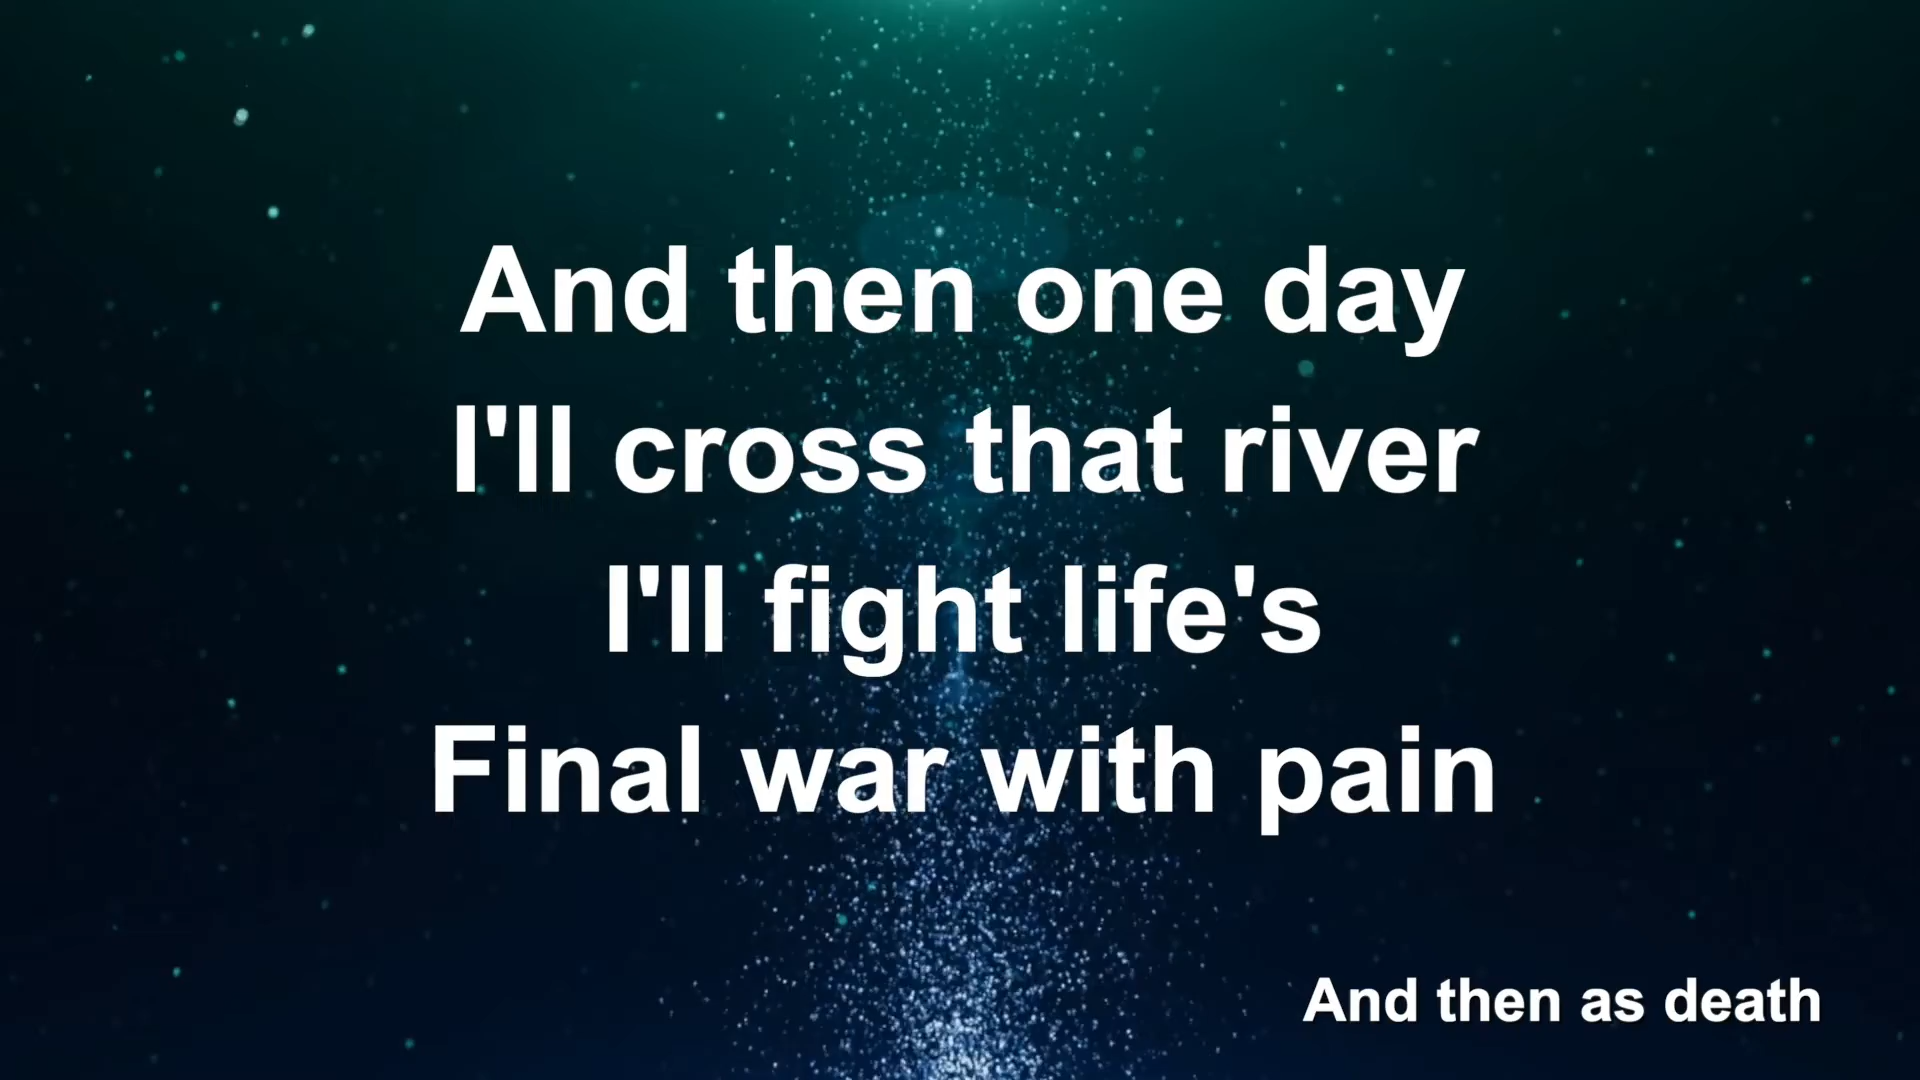 And then one day
I'll cross that river
I'll fight life's
Final war with pain
And then as death